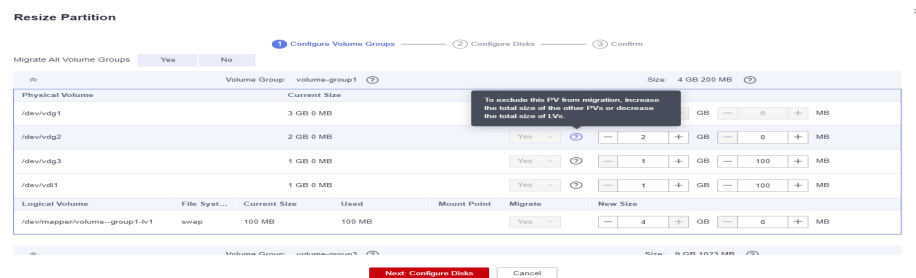 Resize Partition
1 Configure Volume Groups 2 Configure Disks 3 Confirm
Migrate All Volume Groups Yes No
Volume Group: volume-group1 ? Size: 4 GB 200 MB ?
Physical Volume Current Size
To exclude this PV from migration, increase
the total size of the other PVs or decrease
the total size of LVs.
/dev/vdg1 3 GB 0 MB GB — 0 + MB
/dev/vdg2 2 GB 0 MB Yes ? — 2 + GB — 0 + MB
/dev/vdg3 1 GB 0 MB Yes ? — 1 + GB — 100 + MB
/dev/vdi1 1 GB 0 MB Yes ? — 1 + GB — 100 + MB
Logical Volume File Syst... Current Size Used Mount Point Migrate New Size
/dev/mapper/volume--group1-lv1 swap 100 MB 100 MB Yes — 4 + GB — 0 + MB
Volume Group: volume-group3 ? Size: 9 GB 1023 MB ?
Next: Configure Disks Cancel